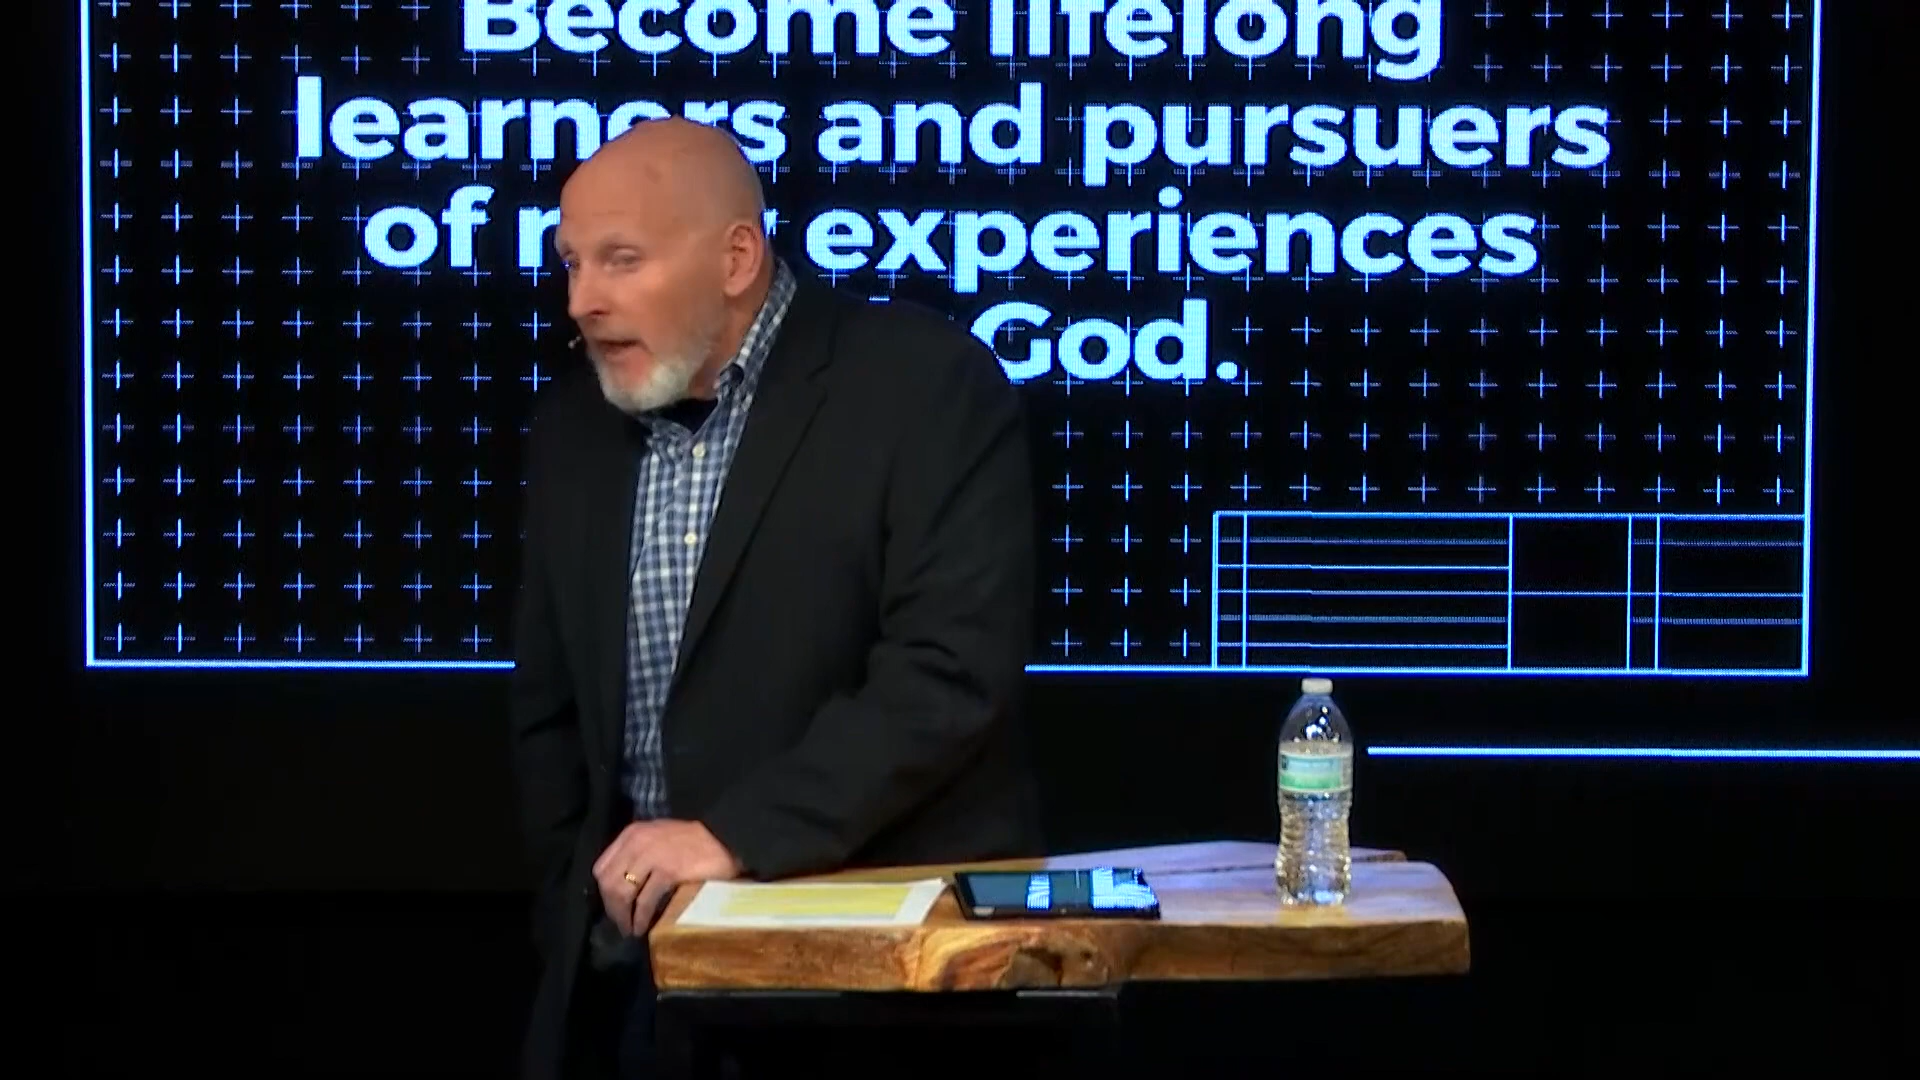 Become lifelong
learners and pursuers
of experiences
God.